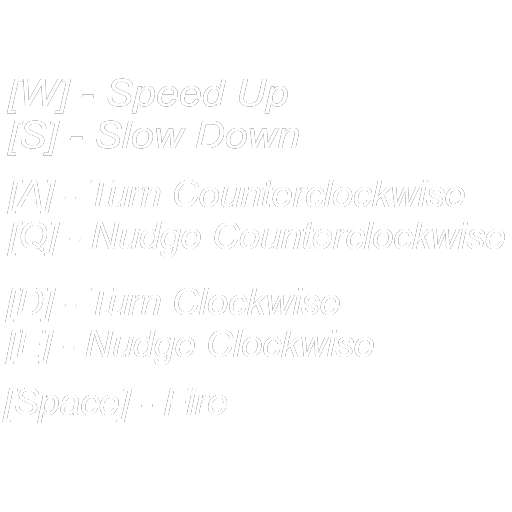 [W] - Speed Up
[S] - Slow Down
[A] - Turn Counterclockwise
[Q] - Nudge Counterclockwise
[D] - Turn Clockwise
[E] - Nudge Clockwise
[Space] - Fire